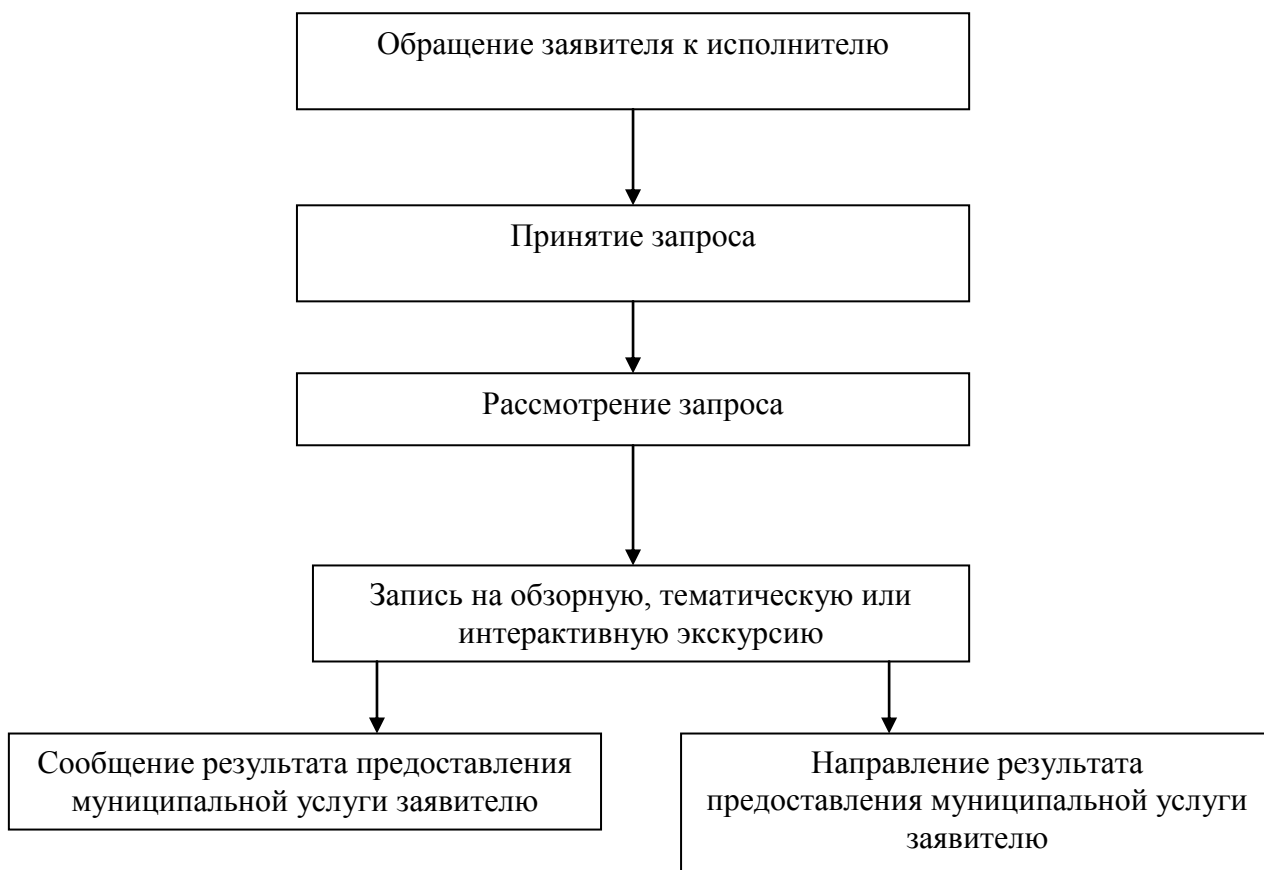 Обращение заявителя к исполнителю
Принятие запроса
Рассмотрение запроса
Запись на обзорную, тематическую или
интерактивную экскурсию
Сообщение результата предоставления
муниципальной услуги заявителю
Направление результата
предоставления муниципальной услуги
заявителю